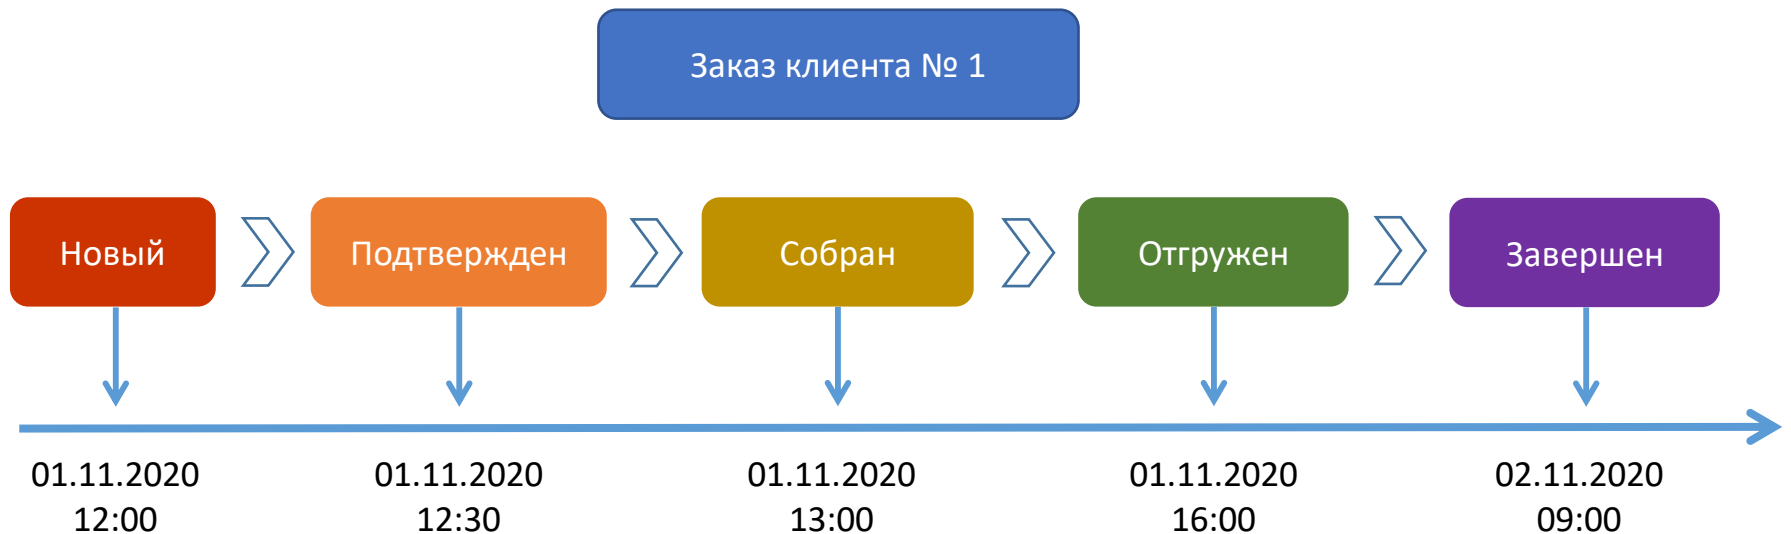 Заказ клиента № 1
Новый
Подтвержден
Собран
Отгружен
Завершен
01.11.2020
12:00
01.11.2020
12:30
01.11.2020
13:00
01.11.2020
16:00
02.11.2020
09:00